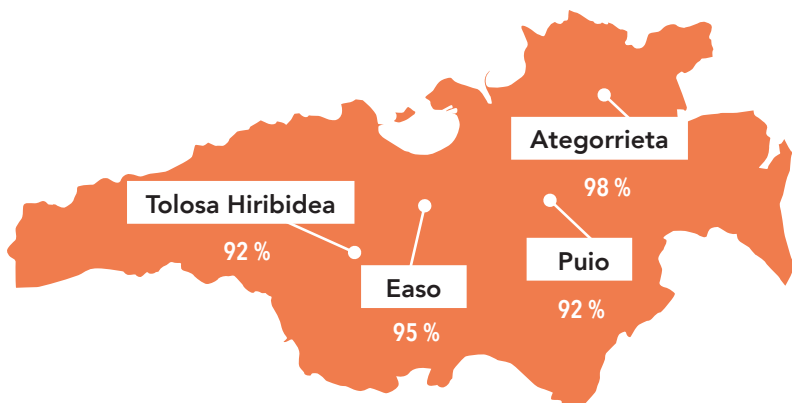 Ategorrieta
98 %
Tolosa Hiribidea
92 %
Easo
95 %
Puio
92 %